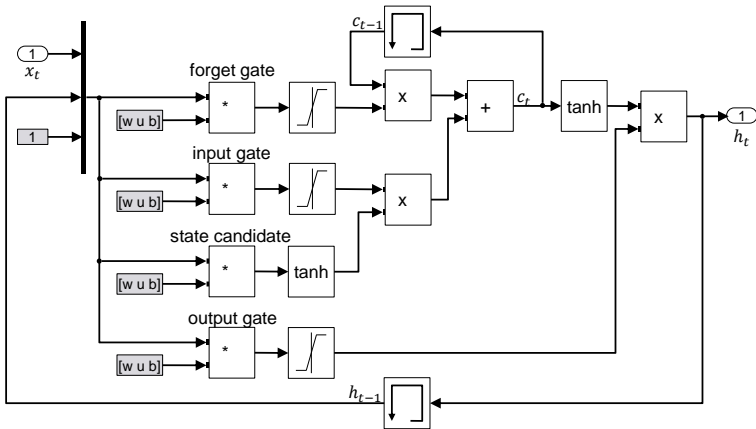 c_{t−1}
1
x_t
forget gate
*
[w u b]
x
+
c_t
tanh
x
1
h_t
1
input gate
*
[w u b]
x
state candidate
*
[w u b]
tanh
output gate
*
[w u b]
h_{t−1}